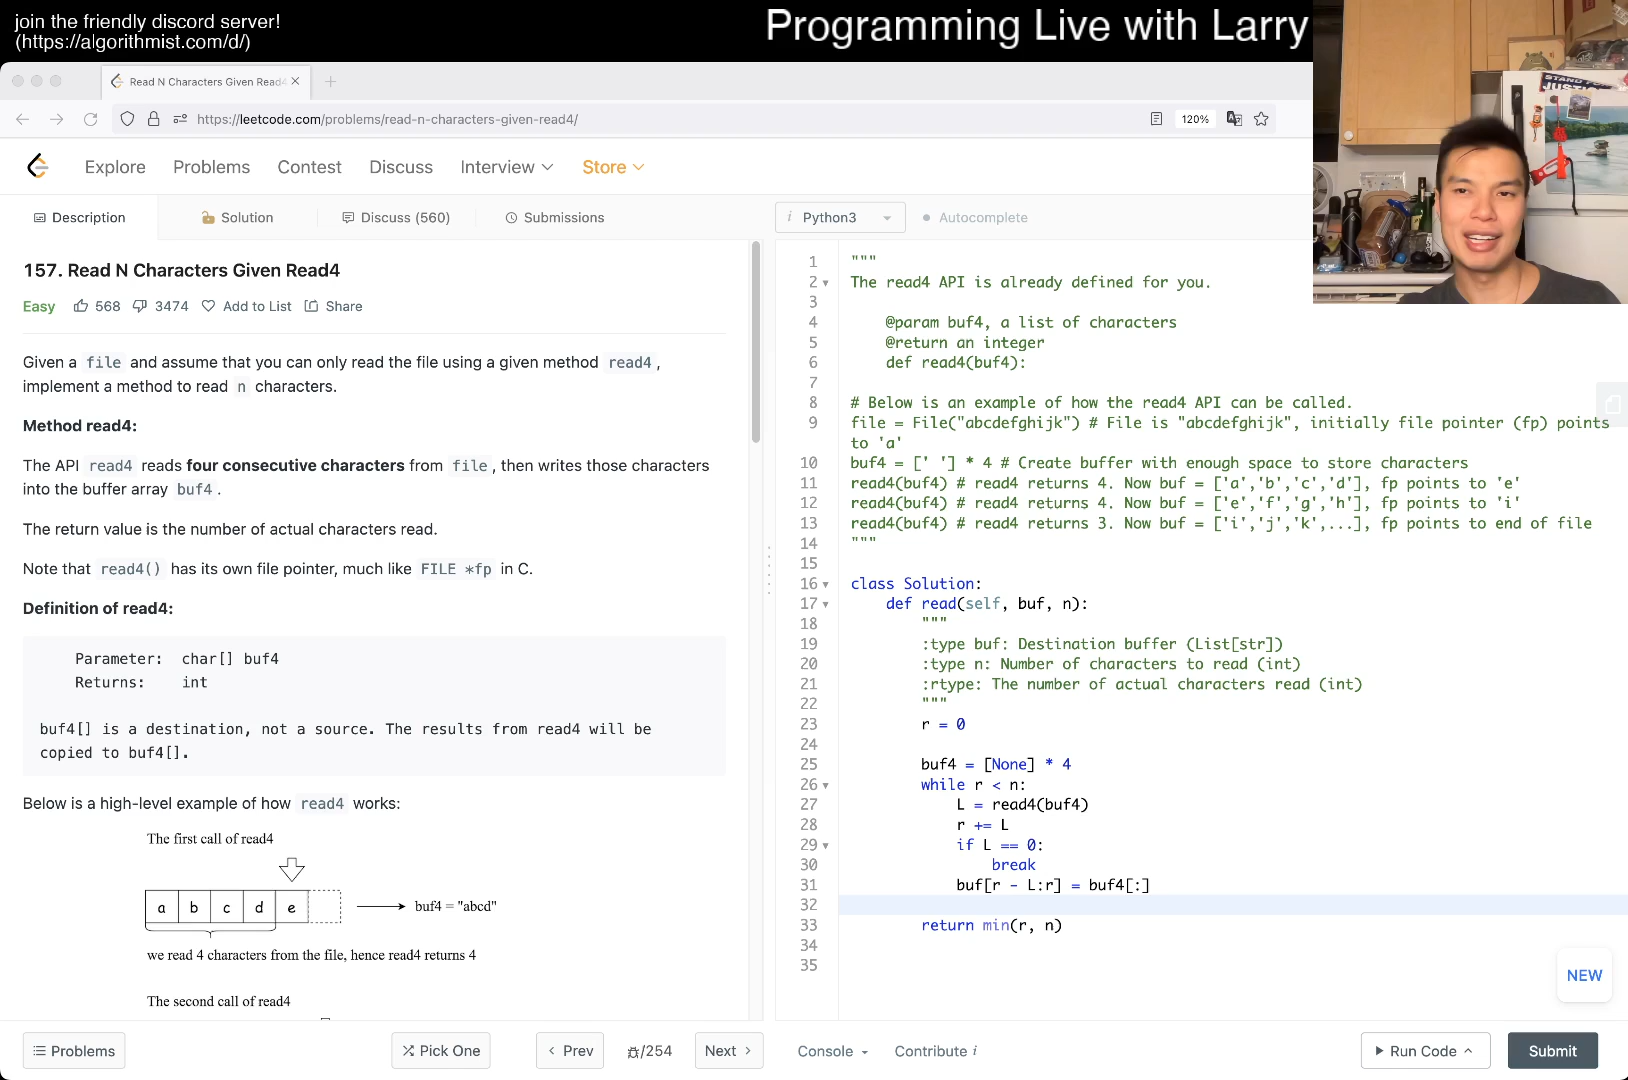 join the friendly discord server!
(https://algorithmist.com/d/)
Programming Live with Larry
Read N Characters Given Read4
https://leetcode.com/problems/read-n-characters-given-read4/
120%
Explore
Problems
Contest
Discuss
Interview
Store
Description
Solution
Discuss (560)
Submissions
i Python3
Autocomplete
157. Read N Characters Given Read4
Easy
568
3474
Add to List
Share
Given a file and assume that you can only read the file using a given method read4,
implement a method to read n characters.
Method read4:
The API read4 reads four consecutive characters from file, then writes those characters
into the buffer array buf4.
The return value is the number of actual characters read.
Note that read4() has its own file pointer, much like FILE *fp in C.
Definition of read4:
Parameter: char[] buf4
Returns: int
buf4[] is a destination, not a source. The results from read4 will be
copied to buf4[].
Below is a high-level example of how read4 works:
The first call of read4
a b c d e
buf4 = "abcd"
we read 4 characters from the file, hence read4 returns 4
The second call of read4
1 """
2 The read4 API is already defined for you.
3
4 @param buf4, a list of characters
5 @return an integer
6 def read4(buf4):
7
8 # Below is an example of how the read4 API can be called.
9 file = File("abcdefghijk") # File is "abcdefghijk", initially file pointer (fp) points
to 'a'
10 buf4 = [' '] * 4 # Create buffer with enough space to store characters
11 read4(buf4) # read4 returns 4. Now buf = ['a','b','c','d'], fp points to 'e'
12 read4(buf4) # read4 returns 4. Now buf = ['e','f','g','h'], fp points to 'i'
13 read4(buf4) # read4 returns 3. Now buf = ['i','j','k',...], fp points to end of file
14 """
15
16 class Solution:
17 def read(self, buf, n):
18 """
19 :type buf: Destination buffer (List[str])
20 :type n: Number of characters to read (int)
21 :rtype: The number of actual characters read (int)
22 """
23 r = 0
24
25 buf4 = [None] * 4
26 while r < n:
27 L = read4(buf4)
28 r += L
29 if L == 0:
30 break
31 buf[r - L:r] = buf4[:]
32
33 return min(r, n)
34
35
NEW
Problems
Pick One
Prev
/254
Next
Console
Contribute i
Run Code
Submit